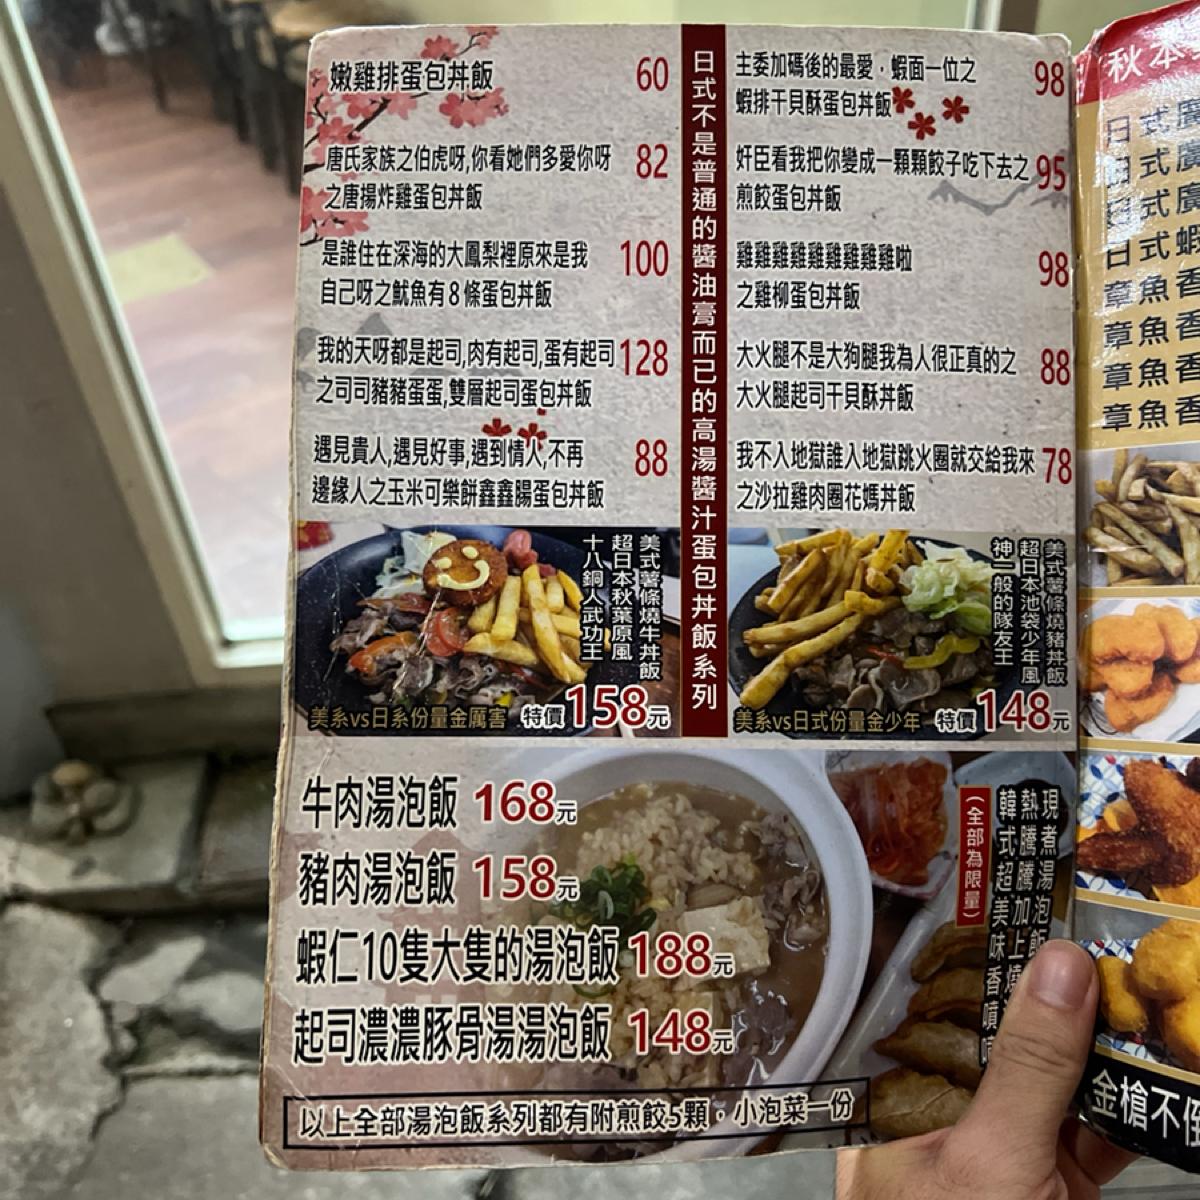 嫩雞排蛋包丼飯 60
唐氏家族之伯虎呀,你看她們多愛你呀 82
之唐揚炸雞蛋包丼飯
是誰住在深海的大鳳梨裡原來是我 100
自己呀之魷魚有8條蛋包丼飯
我的天呀都是起司,肉有起司,蛋有起司 128
之司司豬豬蛋蛋,雙層起司蛋包丼飯
遇見貴人,遇見好事,遇到情人,不再 88
邊緣人之玉米可樂餅鑫鑫腸蛋包丼飯
日式不是普通的醬油膏而已的高湯醬汁蛋包丼飯系列
主委加碼後的最愛,蝦面一位之 98
蝦排干貝酥蛋包丼飯
奸臣看我把你變成一顆顆餃子吃下去之 95
煎餃蛋包丼飯
雞雞雞雞雞雞雞雞雞啦 98
之雞柳蛋包丼飯
大火腿不是大狗腿我為人很正真的之 88
大火腿起司干貝酥丼飯
我不入地獄誰入地獄跳火圈就交給我來 78
之沙拉雞肉圈花媽丼飯
美式薯條燒牛丼飯
超日本秋葉原風
十八銅人武功王
美系vs日系份量金厲害 特價158元
美式薯條燒豬丼飯
超日本池袋少年風
神一般的隊友王
美系vs日式份量金少年 特價148元
牛肉湯泡飯 168元
豬肉湯泡飯 158元
蝦仁10隻大隻的湯泡飯 188元
起司濃濃豚骨湯湯泡飯 148元
以上全部湯泡飯系列都有附煎餃5顆,小泡菜一份
現煮湯泡飯
熱騰騰加上燒
韓式超美味香噴
(全部為限量)
秋本
日式廣
日式廣
日式廣
日式蝦
章魚香
章魚香
章魚香
章魚香
金槍不